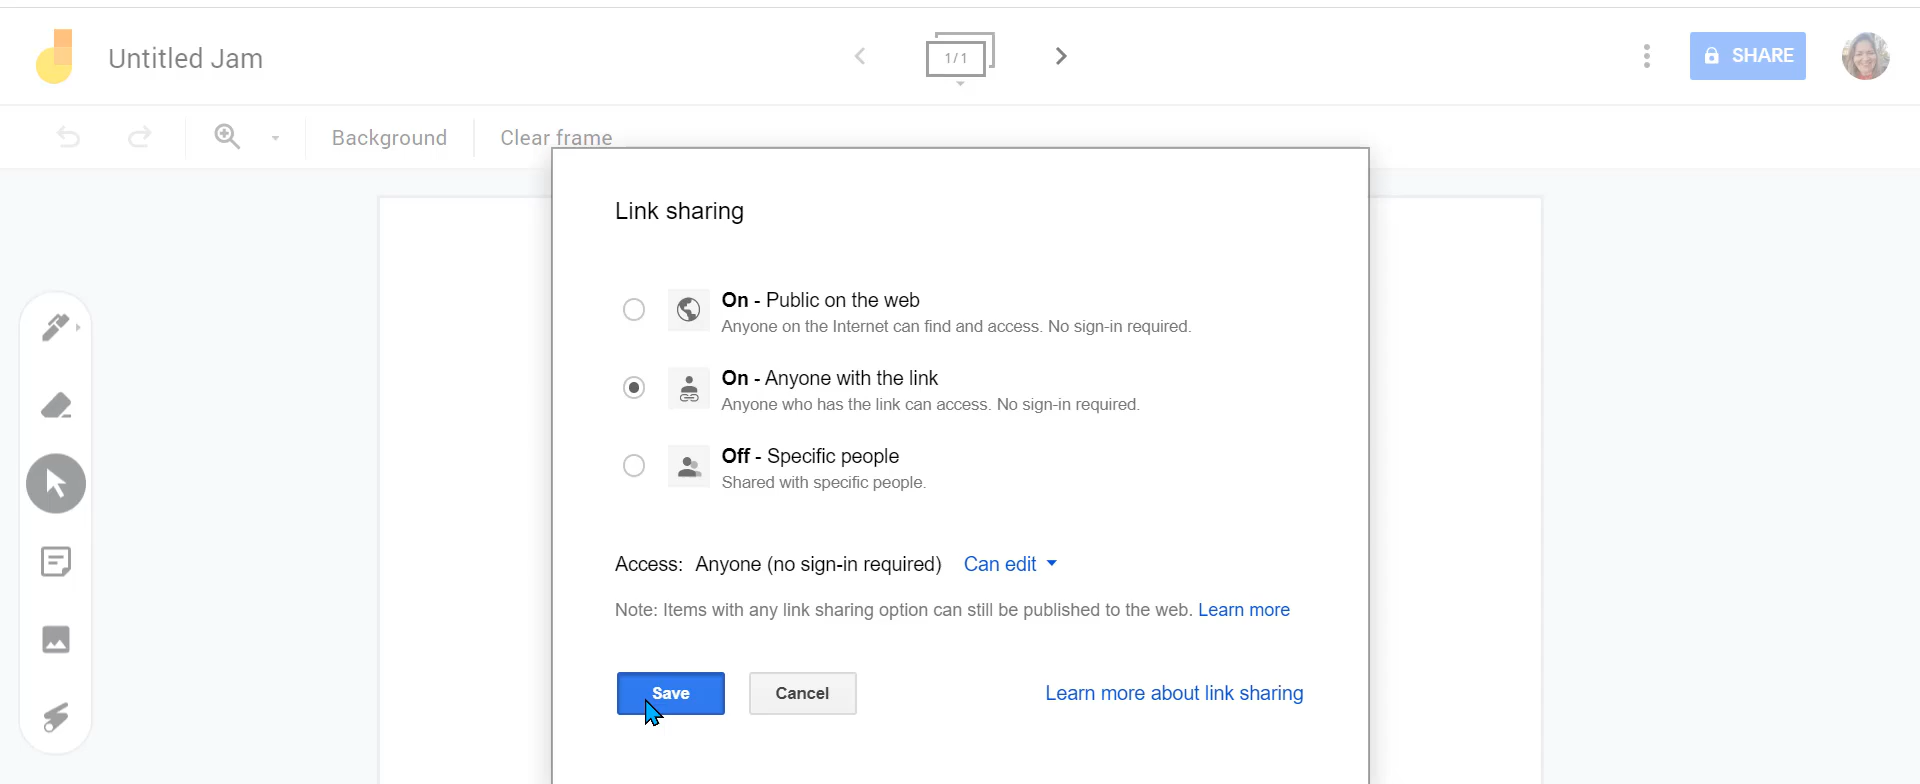 Untitled Jam
1/1
SHARE
Background
Clear frame
Link sharing
On - Public on the web
Anyone on the Internet can find and access. No sign-in required.
On - Anyone with the link
Anyone who has the link can access. No sign-in required.
Off - Specific people
Shared with specific people.
Access: Anyone (no sign-in required) Can edit
Note: Items with any link sharing option can still be published to the web. Learn more
Save
Cancel
Learn more about link sharing